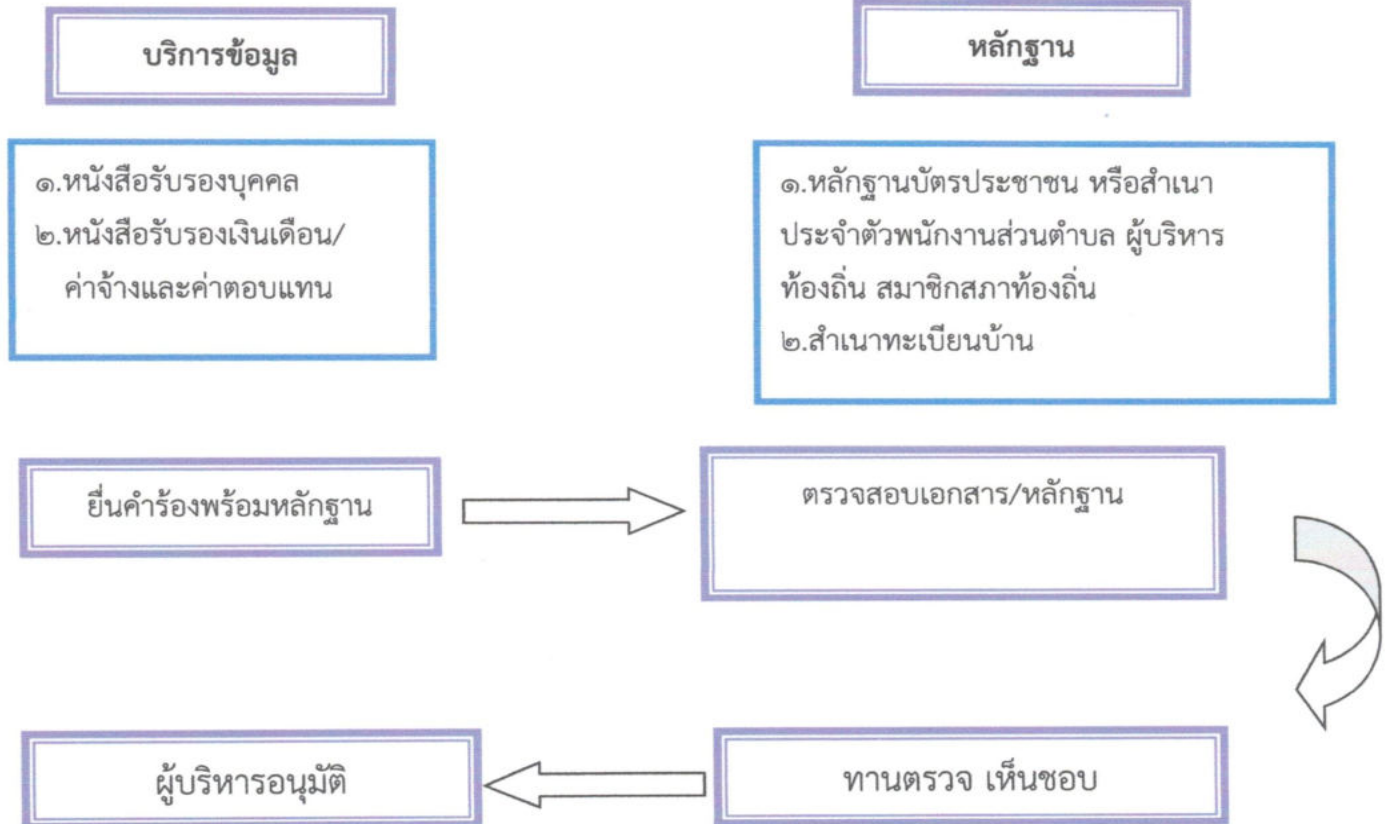 บริการข้อมูล
หลักฐาน
๑.หนังสือรับรองบุคคล
๒.หนังสือรับรองเงินเดือน/
ค่าจ้างและค่าตอบแทน
๑.หลักฐานบัตรประชาชน หรือสำเนา
ประจำตัวพนักงานส่วนตำบล ผู้บริหาร
ท้องถิ่น สมาชิกสภาท้องถิ่น
๒.สำเนาทะเบียนบ้าน
ยื่นคำร้องพร้อมหลักฐาน
ตรวจสอบเอกสาร/หลักฐาน
ผู้บริหารอนุมัติ
ทานตรวจ เห็นชอบ